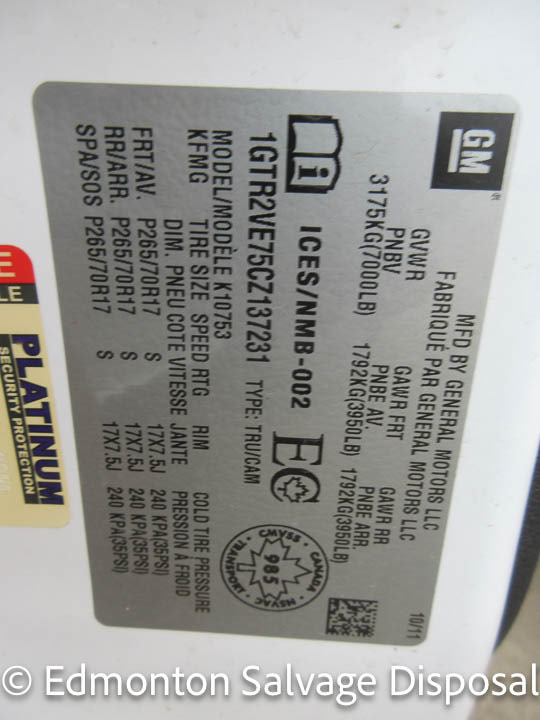 GM
MFD BY GENERAL MOTORS LLC
FABRIQUÉ PAR GENERAL MOTORS LLC
10/11
GVWR GAWR FRT GAWR RR
PNBV PNBE AV. PNBE ARR.
3175KG(7000LB) 1792KG(3950LB) 1792KG(3950LB)
i ICES/NMB-002 EC
CANADA
CMVSS
985
NSVAC
TRANSPORT
1GTR2VE75CZ137231 TYPE: TRU/CAM
MODEL/MODÈLE K10753
KFMG TIRE SIZE SPEED RTG RIM COLD TIRE PRESSURE
DIM. PNEU COTE VITESSE JANTE PRESSION À FROID
FRT/AV. P265/70R17 S 17X7.5J 240 KPA(35PSI)
RR/ARR. P265/70R17 S 17X7.5J 240 KPA(35PSI)
SPA/SOS P265/70R17 S 17X7.5J 240 KPA(35PSI)
PLATINUM
SECURITY PROTECTION
© Edmonton Salvage Disposal